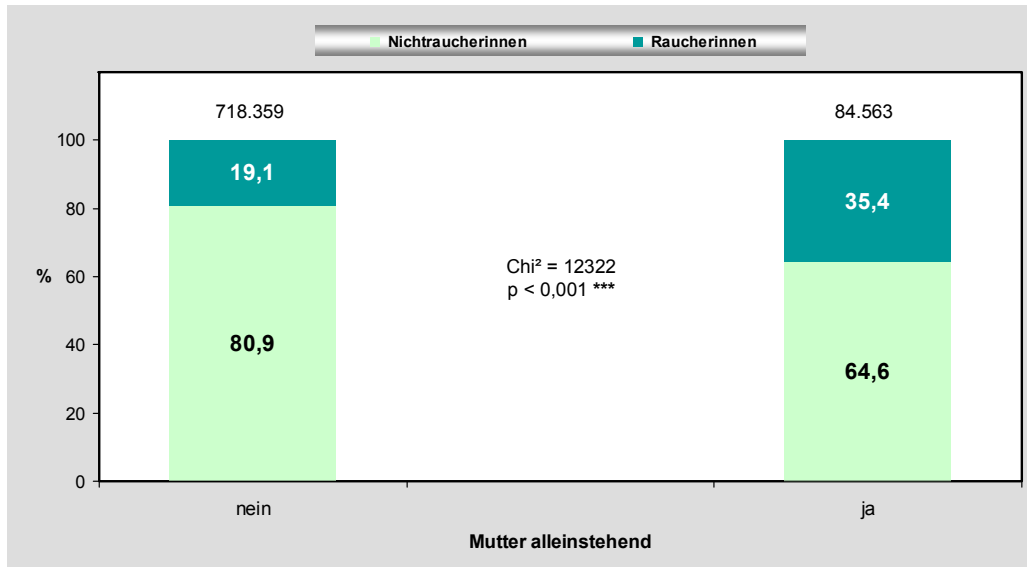 Nichtraucherinnen Raucherinnen
718.359 84.563
100
19,1 35,4
80
Chi² = 12322
% 60
p < 0,001 ***
40
80,9 64,6
20
0
nein ja
Mutter alleinstehend